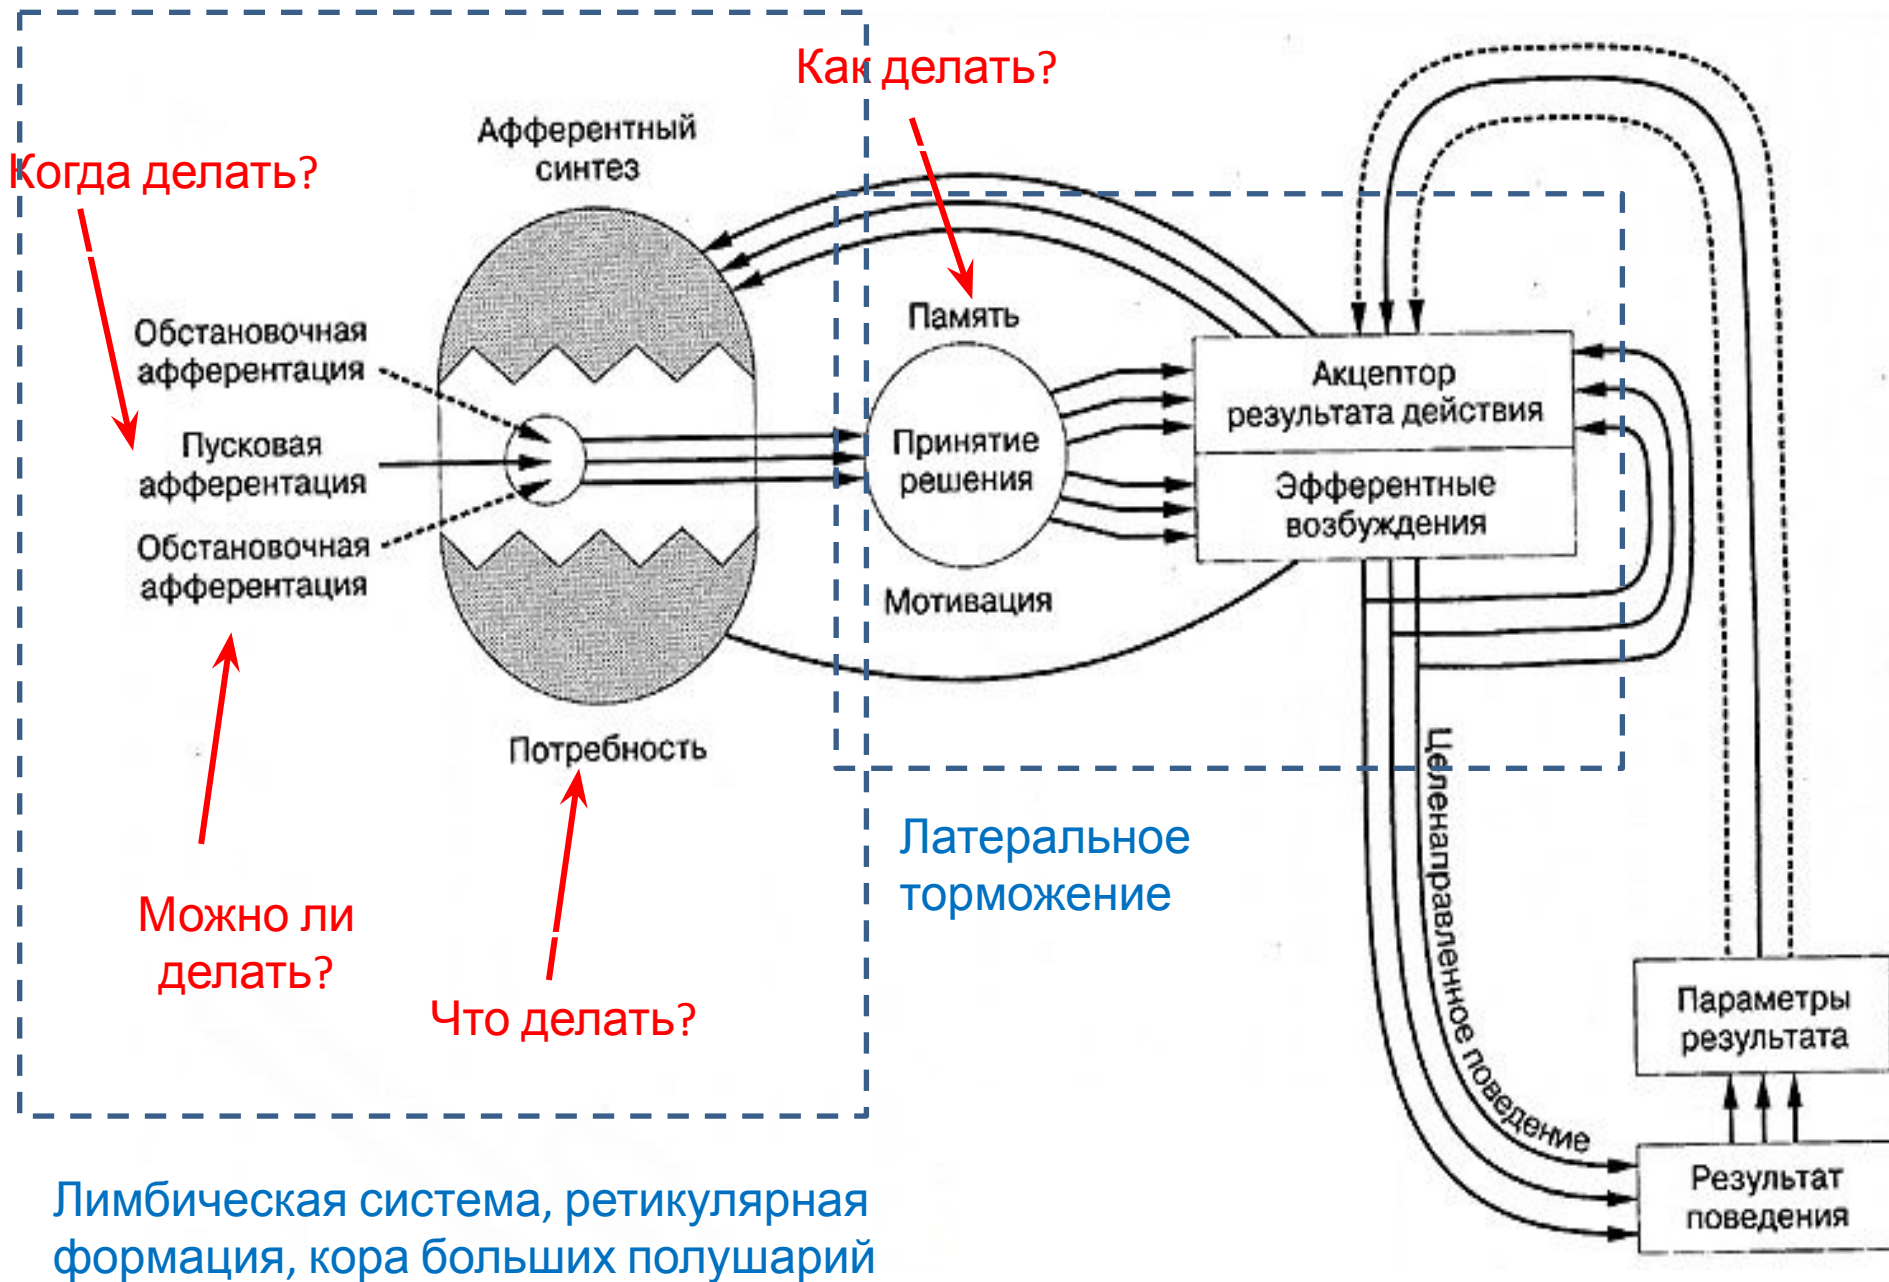 Как делать?
Афферентный
синтез
Когда делать?
Обстановочная
афферентация
Пусковая
афферентация
Обстановочная
афферентация
Память
Принятие
решения
Мотивация
Акцептор
результата действия
Эфферентные
возбуждения
Потребность
Целенаправленное поведение
Латеральное
торможение
Можно ли
делать?
Что делать?
Параметры
результата
Результат
поведения
Лимбическая система, ретикулярная
формация, кора больших полушарий